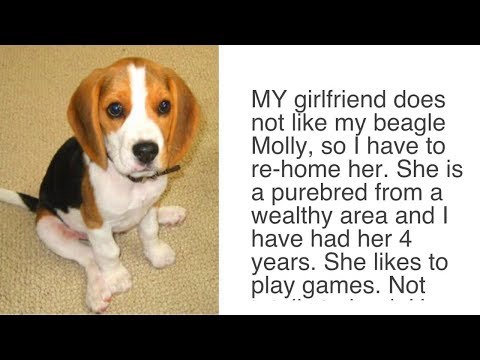 MY girlfriend does
not like my beagle
Molly, so I have to
re-home her. She is
a purebred from a
wealthy area and I
have had her 4
years. She likes to
play games. Not